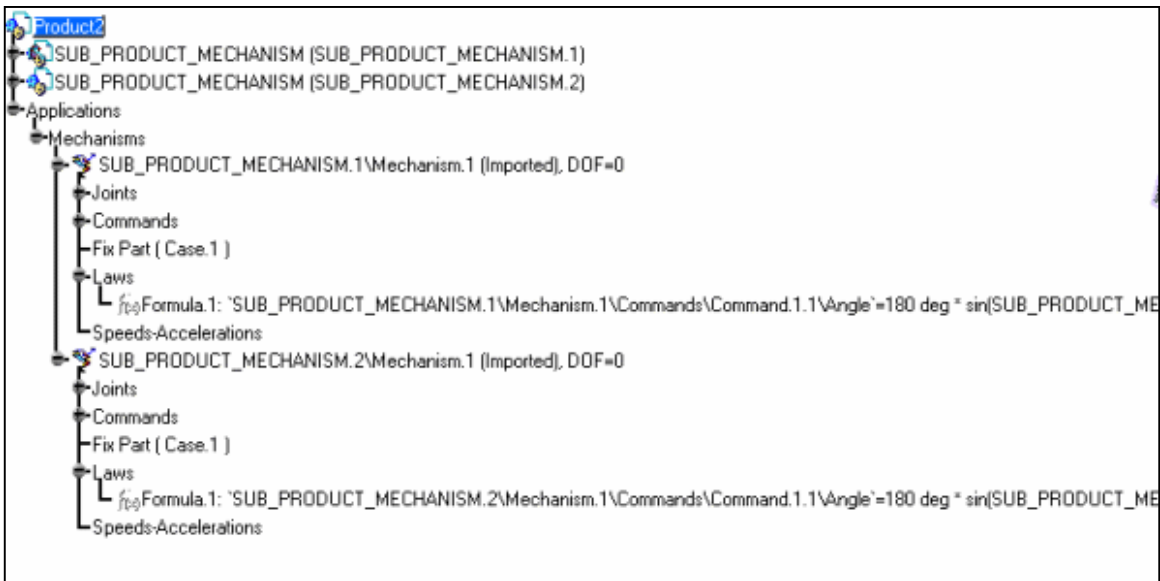 Product2
SUB_PRODUCT_MECHANISM (SUB_PRODUCT_MECHANISM.1)
SUB_PRODUCT_MECHANISM (SUB_PRODUCT_MECHANISM.2)
Applications
Mechanisms
SUB_PRODUCT_MECHANISM.1\Mechanism.1 (Imported), DOF=0
Joints
Commands
Fix Part ( Case.1 )
Laws
f(x)Formula.1: `SUB_PRODUCT_MECHANISM.1\Mechanism.1\Commands\Command.1.1\Angle`=180 deg * sin(SUB_PRODUCT_ME
Speeds-Accelerations
SUB_PRODUCT_MECHANISM.2\Mechanism.1 (Imported), DOF=0
Joints
Commands
Fix Part ( Case.1 )
Laws
f(x)Formula.1: `SUB_PRODUCT_MECHANISM.2\Mechanism.1\Commands\Command.1.1\Angle`=180 deg * sin(SUB_PRODUCT_ME
Speeds-Accelerations